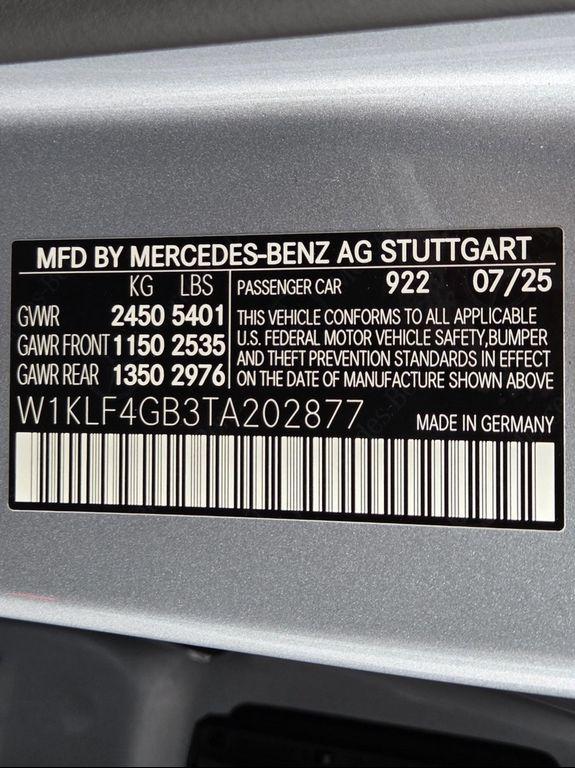 MFD BY MERCEDES-BENZ AG STUTTGART
KG LBS
GVWR 2450 5401
GAWR FRONT 1150 2535
GAWR REAR 1350 2976
PASSENGER CAR 922 07/25
THIS VEHICLE CONFORMS TO ALL APPLICABLE
U.S. FEDERAL MOTOR VEHICLE SAFETY, BUMPER
AND THEFT PREVENTION STANDARDS IN EFFECT
ON THE DATE OF MANUFACTURE SHOWN ABOVE
W1KLF4GB3TA202877
MADE IN GERMANY